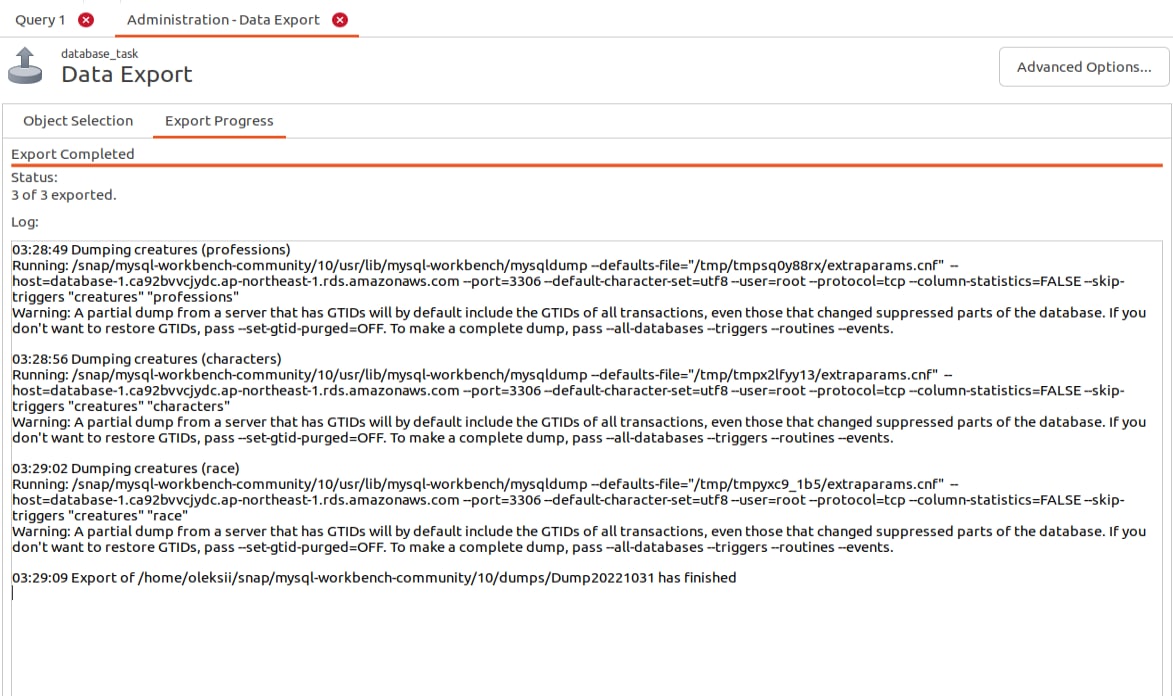 Query 1
Administration - Data Export
database_task
Data Export
Advanced Options...
Object Selection
Export Progress
Export Completed
Status:
3 of 3 exported.
Log:
03:28:49 Dumping creatures (professions)
Running: /snap/mysql-workbench-community/10/usr/lib/mysql-workbench/mysqldump --defaults-file="/tmp/tmpsq0y88rx/extraparams.cnf"  --
host=database-1.ca92bvvcjydc.ap-northeast-1.rds.amazonaws.com --port=3306 --default-character-set=utf8 --user=root --protocol=tcp --column-statistics=FALSE --skip-
triggers "creatures" "professions"
Warning: A partial dump from a server that has GTIDs will by default include the GTIDs of all transactions, even those that changed suppressed parts of the database. If you
don't want to restore GTIDs, pass --set-gtid-purged=OFF. To make a complete dump, pass --all-databases --triggers --routines --events.
03:28:56 Dumping creatures (characters)
Running: /snap/mysql-workbench-community/10/usr/lib/mysql-workbench/mysqldump --defaults-file="/tmp/tmpx2lfyy13/extraparams.cnf"  --
host=database-1.ca92bvvcjydc.ap-northeast-1.rds.amazonaws.com --port=3306 --default-character-set=utf8 --user=root --protocol=tcp --column-statistics=FALSE --skip-
triggers "creatures" "characters"
Warning: A partial dump from a server that has GTIDs will by default include the GTIDs of all transactions, even those that changed suppressed parts of the database. If you
don't want to restore GTIDs, pass --set-gtid-purged=OFF. To make a complete dump, pass --all-databases --triggers --routines --events.
03:29:02 Dumping creatures (race)
Running: /snap/mysql-workbench-community/10/usr/lib/mysql-workbench/mysqldump --defaults-file="/tmp/tmpyxc9_1b5/extraparams.cnf"  --
host=database-1.ca92bvvcjydc.ap-northeast-1.rds.amazonaws.com --port=3306 --default-character-set=utf8 --user=root --protocol=tcp --column-statistics=FALSE --skip-
triggers "creatures" "race"
Warning: A partial dump from a server that has GTIDs will by default include the GTIDs of all transactions, even those that changed suppressed parts of the database. If you
don't want to restore GTIDs, pass --set-gtid-purged=OFF. To make a complete dump, pass --all-databases --triggers --routines --events.
03:29:09 Export of /home/oleksii/snap/mysql-workbench-community/10/dumps/Dump20221031 has finished